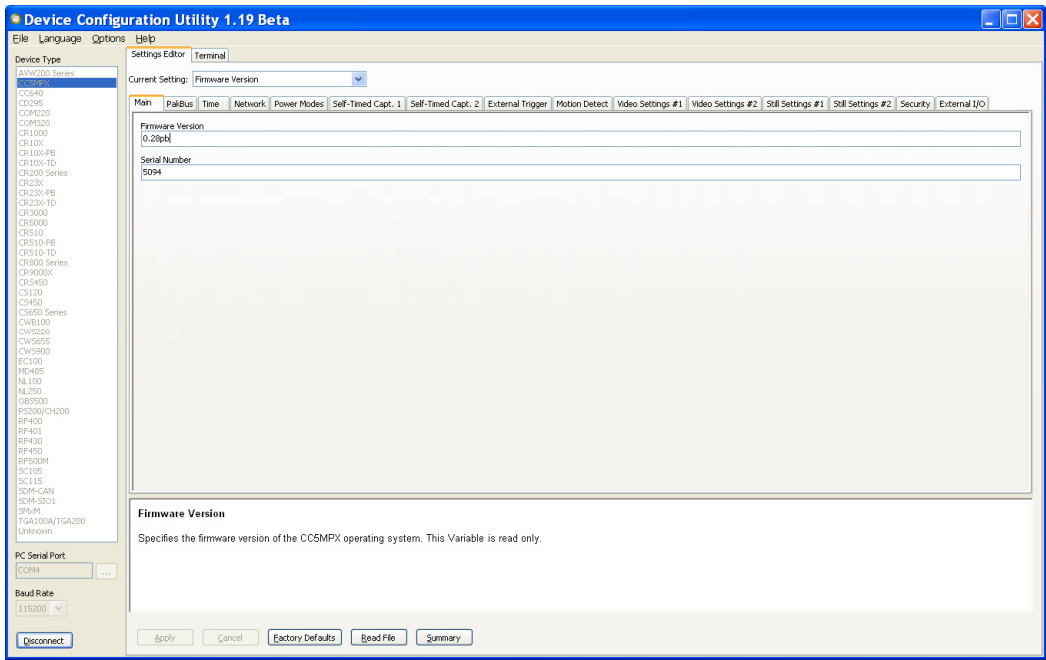 Device Configuration Utility 1.19 Beta
File Language Options Help
Device Type
AVW200 Series
CC5MPX
CC640
CD295
COM220
COM320
CR1000
CR10X
CR10X-PB
CR10X-TD
CR200 Series
CR23X
CR23X-PB
CR23X-TD
CR3000
CR5000
CR510
CR510-PB
CR510-TD
CR800 Series
CR9000X
CRS450
CS120
CS450
CS650 Series
CWB100
CWS220
CWS655
CWS900
EC100
MD485
NL100
NL250
OBS500
PS200/CH200
RF400
RF401
RF430
RF450
RF500M
SC105
SC115
SDM-CAN
SDM-SIO1
SMxM
TGA100A/TGA200
Unknown
PC Serial Port
COM4 ...
Baud Rate
115200
Disconnect
Settings Editor Terminal
Current Setting: Firmware Version
Main PakBus Time Network Power Modes Self-Timed Capt. 1 Self-Timed Capt. 2 External Trigger Motion Detect Video Settings #1 Video Settings #2 Still Settings #1 Still Settings #2 Security External I/O
Firmware Version
0.28pb
Serial Number
5094
Firmware Version
Specifies the firmware version of the CC5MPX operating system. This Variable is read only.
Apply Cancel Factory Defaults Read File Summary